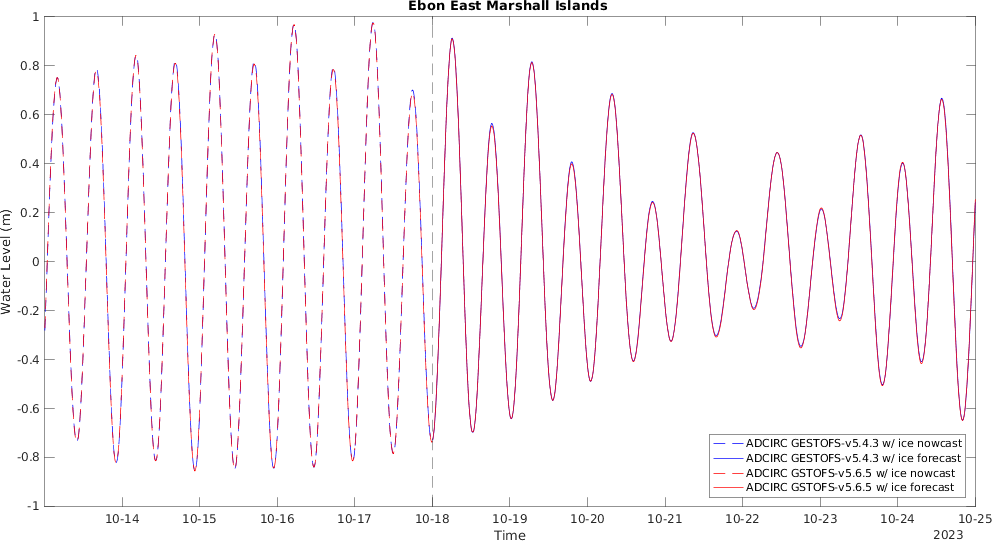 Ebon East Marshall Islands
1
0.8
0.6
0.4
0.2
0
-0.2
-0.4
-0.6
-0.8
-1
Water Level (m)
ADCIRC GESTOFS-v5.4.3 w/ ice nowcast
ADCIRC GESTOFS-v5.4.3 w/ ice forecast
ADCIRC GSTOFS-v5.6.5 w/ ice nowcast
ADCIRC GSTOFS-v5.6.5 w/ ice forecast
10-14 10-15 10-16 10-17 10-18 10-19 10-20 10-21 10-22 10-23 10-24 10-25
Time
2023